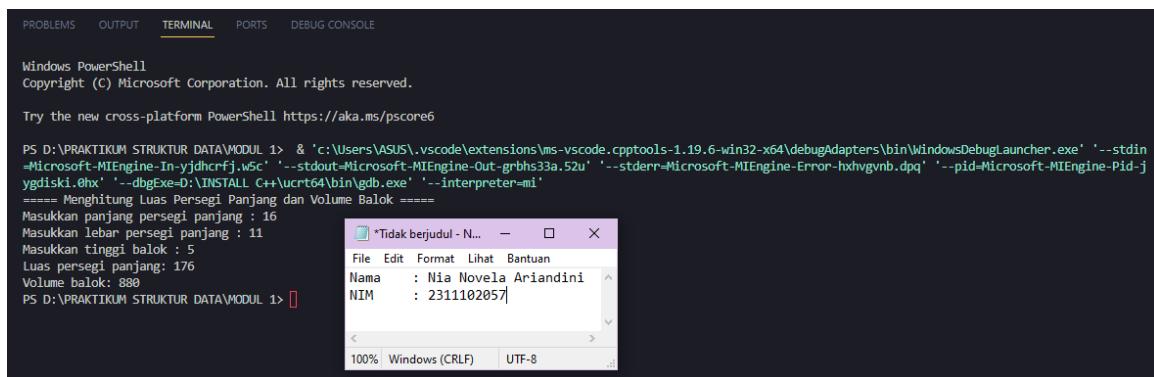 PROBLEMS OUTPUT TERMINAL PORTS DEBUG CONSOLE
Windows PowerShell
Copyright (C) Microsoft Corporation. All rights reserved.
Try the new cross-platform PowerShell https://aka.ms/pscore6
PS D:\PRAKTIKUM STRUKTUR DATA\MODUL 1>  & 'c:\Users\ASUS\.vscode\extensions\ms-vscode.cpptools-1.19.6-win32-x64\debugAdapters\bin\WindowsDebugLauncher.exe' '--stdin
=Microsoft-MIEngine-In-yjdhcrfj.w5c' '--stdout=Microsoft-MIEngine-Out-grbhs33a.52u' '--stderr=Microsoft-MIEngine-Error-hxhvgvnb.dpq' '--pid=Microsoft-MIEngine-Pid-j
ygdiski.0hx' '--dbgExe=D:\INSTALL C++\ucrt64\bin\gdb.exe' '--interpreter=mi'
===== Menghitung Luas Persegi Panjang dan Volume Balok =====
Masukkan panjang persegi panjang : 16
Masukkan lebar persegi panjang : 11
Masukkan tinggi balok : 5
Luas persegi panjang: 176
Volume balok: 880
PS D:\PRAKTIKUM STRUKTUR DATA\MODUL 1>
*Tidak berjudul - N...
File Edit Format Lihat Bantuan
Nama : Nia Novela Ariandini
NIM : 2311102057
100% Windows (CRLF) UTF-8